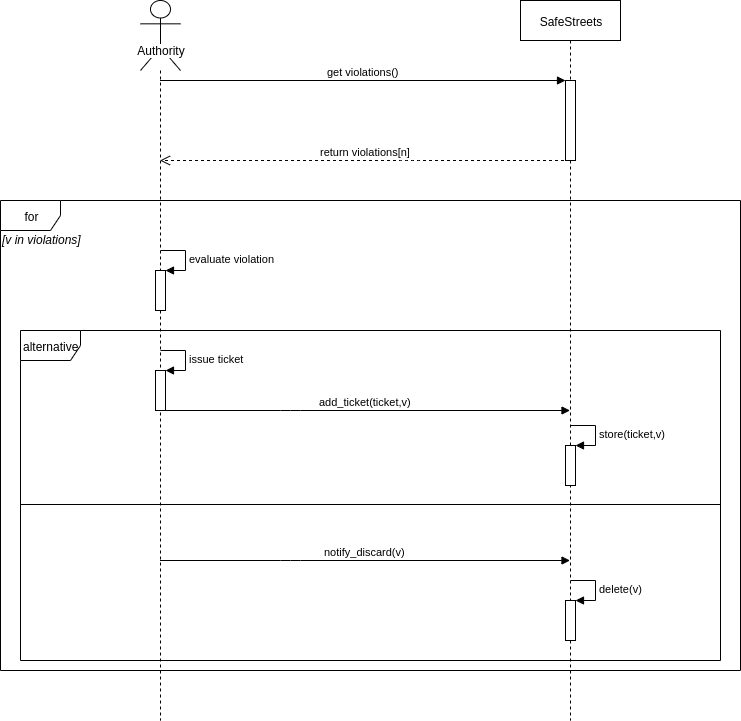 Authority
SafeStreets
get violations()
return violations[n]
for
[v in violations]
evaluate violation
alternative
issue ticket
add_ticket(ticket,v)
store(ticket,v)
notify_discard(v)
delete(v)